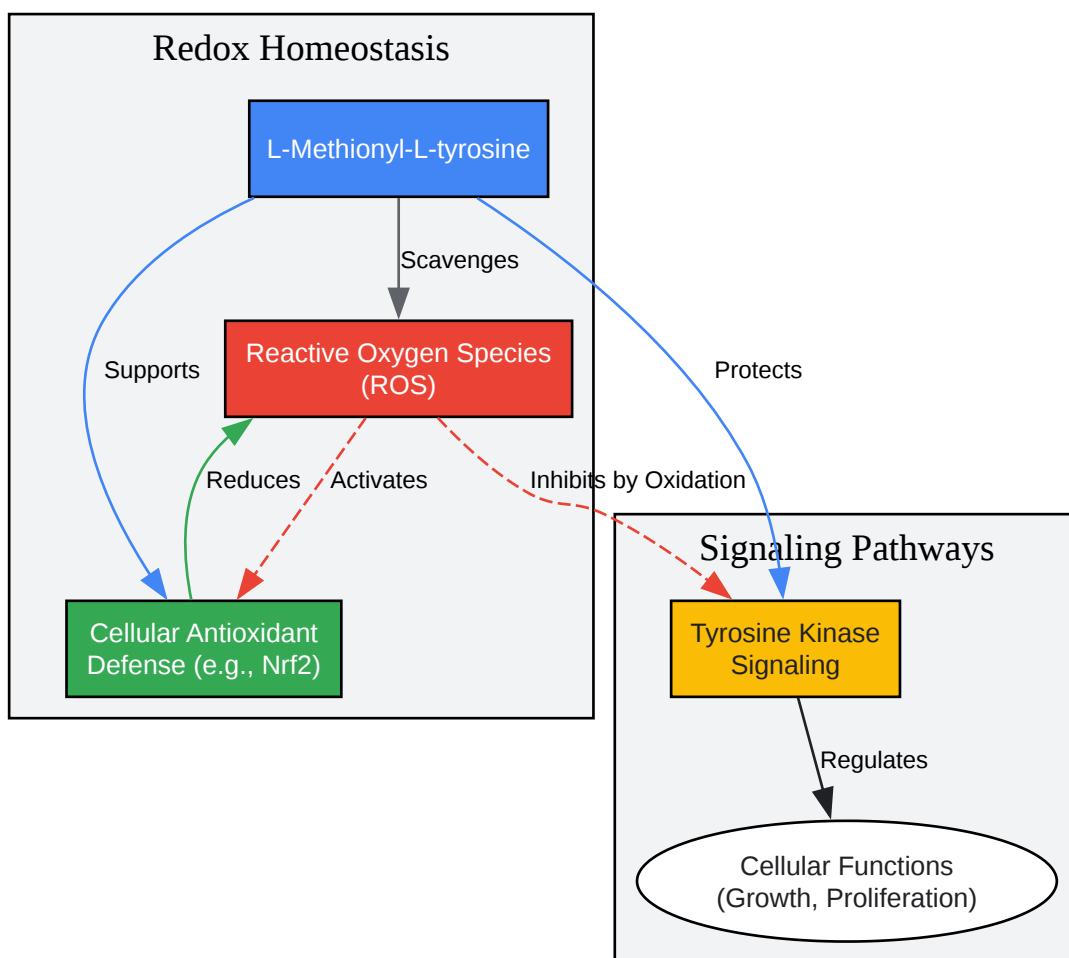 Redox Homeostasis
L-Methionyl-L-tyrosine
Scavenges
Reactive Oxygen Species
(ROS)
Supports
Protects
Reduces
Activates
Inhibits by Oxidation
Signaling Pathways
Cellular Antioxidant
Defense (e.g., Nrf2)
Tyrosine Kinase
Signaling
Regulates
Cellular Functions
(Growth, Proliferation)